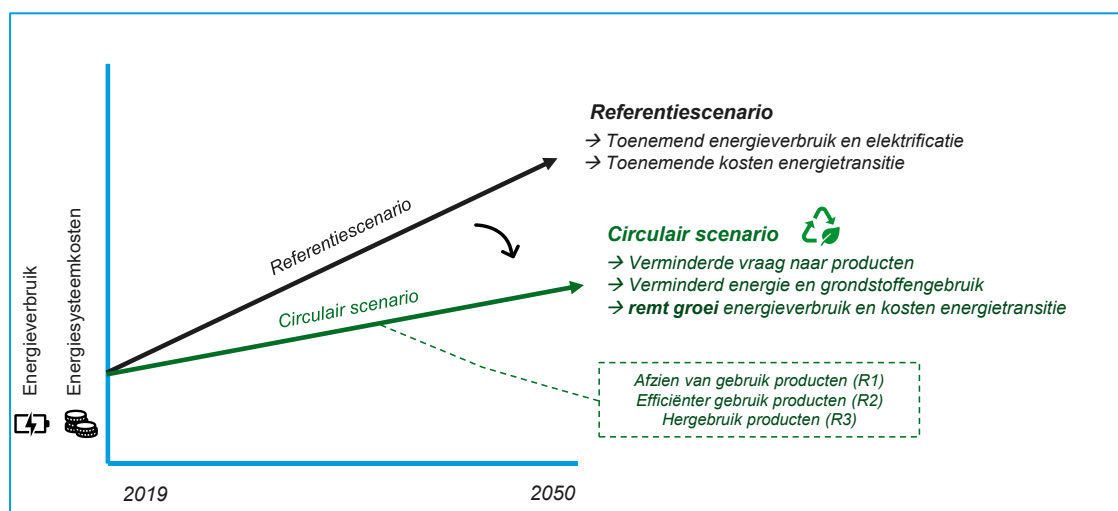 Referentiescenario
→ Toenemend energieverbruik en elektrificatie
→ Toenemende kosten energietransitie
Referentiescenario
Circulair scenario
→ Verminderde vraag naar producten
→ Verminderd energie en grondstoffengebruik
→ remt groei energieverbruik en kosten energietransitie
Circulair scenario
Energieverbruik
Energiesysteemkosten
Afzien van gebruik producten (R1)
Efficiënter gebruik producten (R2)
Hergebruik producten (R3)
2019
2050